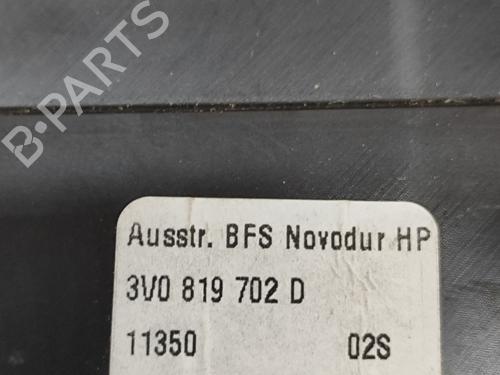 B-PARTS
Ausstr. BFS Novodur HP
3V0 819 702 D
11350 02S